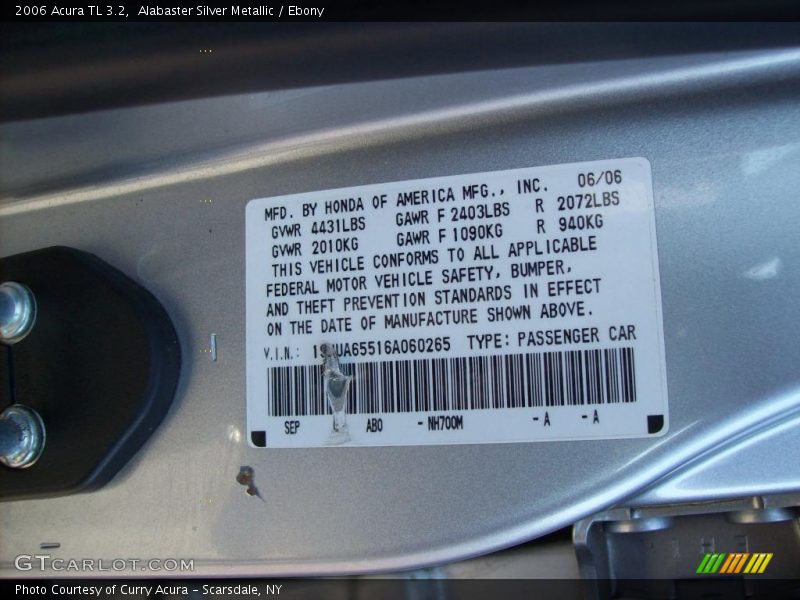 2006 Acura TL 3.2,  Alabaster Silver Metallic / Ebony
MFD. BY HONDA OF AMERICA MFG., INC. 06/06
GVWR 4431LBS GAWR F 2403LBS R 2072LBS
GVWR 2010KG GAWR F 1090KG R 940KG
THIS VEHICLE CONFORMS TO ALL APPLICABLE
FEDERAL MOTOR VEHICLE SAFETY, BUMPER,
AND THEFT PREVENTION STANDARDS IN EFFECT
ON THE DATE OF MANUFACTURE SHOWN ABOVE.
V.I.N.: TYPE: PASSENGER CAR
SEP AB0 - NH700M - A - A
GTCARLOT.COM
Photo Courtesy of Curry Acura - Scarsdale, NY